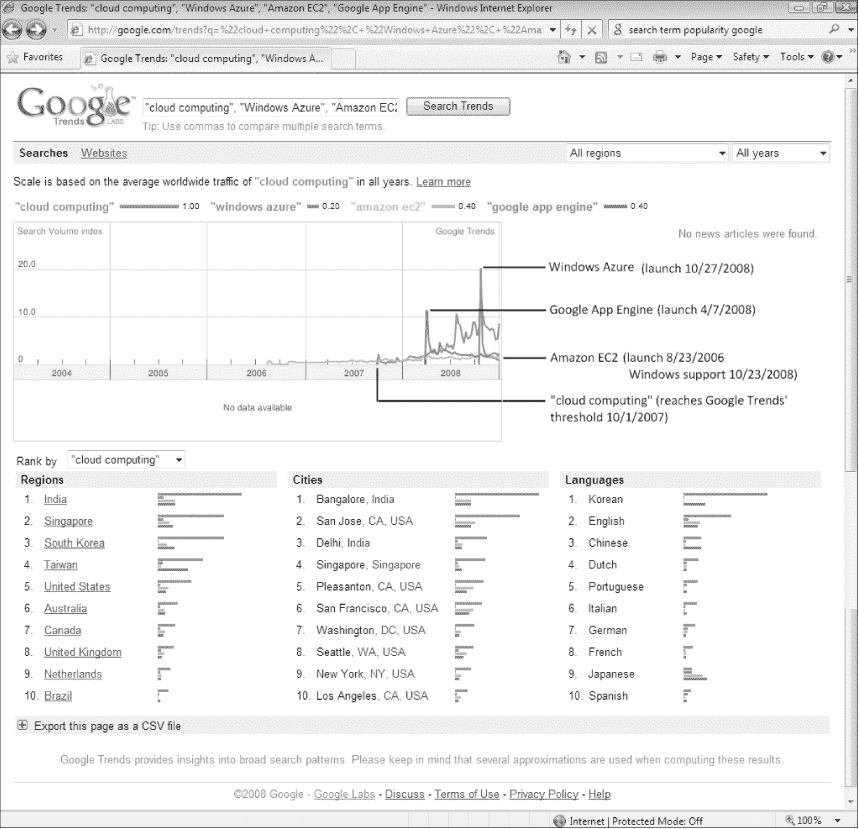 Google Trends: "cloud computing", "Windows Azure", "Amazon EC2", "Google App Engine" - Windows Internet Explorer
http://google.com/trends?q=%22cloud+computing%22%2C+%22Windows+Azure%22%2C+%22Ama
search term popularity google
Favorites
Google Trends: "cloud computing", "Windows A...
Page
Safety
Tools
Google
Trends LABS
"cloud computing", "Windows Azure", "Amazon EC
Search Trends
Tip: Use commas to compare multiple search terms.
Searches Websites
All regions
All years
Scale is based on the average worldwide traffic of "cloud computing" in all years. Learn more
"cloud computing" 1.00 "windows azure" 0.20 "amazon ec2" 0.40 "google app engine" 0.40
Search Volume index
Google Trends
No news articles were found.
20.0
Windows Azure (launch 10/27/2008)
10.0
Google App Engine (launch 4/7/2008)
0
Amazon EC2 (launch 8/23/2006
Windows support 10/23/2008)
2004 2005 2006 2007 2008
No data available
"cloud computing" (reaches Google Trends'
threshold 10/1/2007)
Rank by "cloud computing"
Regions
1. India
2. Singapore
3. South Korea
4. Taiwan
5. United States
6. Australia
7. Canada
8. United Kingdom
9. Netherlands
10. Brazil
Cities
1. Bangalore, India
2. San Jose, CA, USA
3. Delhi, India
4. Singapore, Singapore
5. Pleasanton, CA, USA
6. San Francisco, CA, USA
7. Washington, DC, USA
8. Seattle, WA, USA
9. New York, NY, USA
10. Los Angeles, CA, USA
Languages
1. Korean
2. English
3. Chinese
4. Dutch
5. Portuguese
6. Italian
7. German
8. French
9. Japanese
10. Spanish
Export this page as a CSV file
Google Trends provides insights into broad search patterns. Please keep in mind that several approximations are used when computing these results.
©2008 Google - Google Labs - Discuss - Terms of Use - Privacy Policy - Help
Internet | Protected Mode: Off
100%